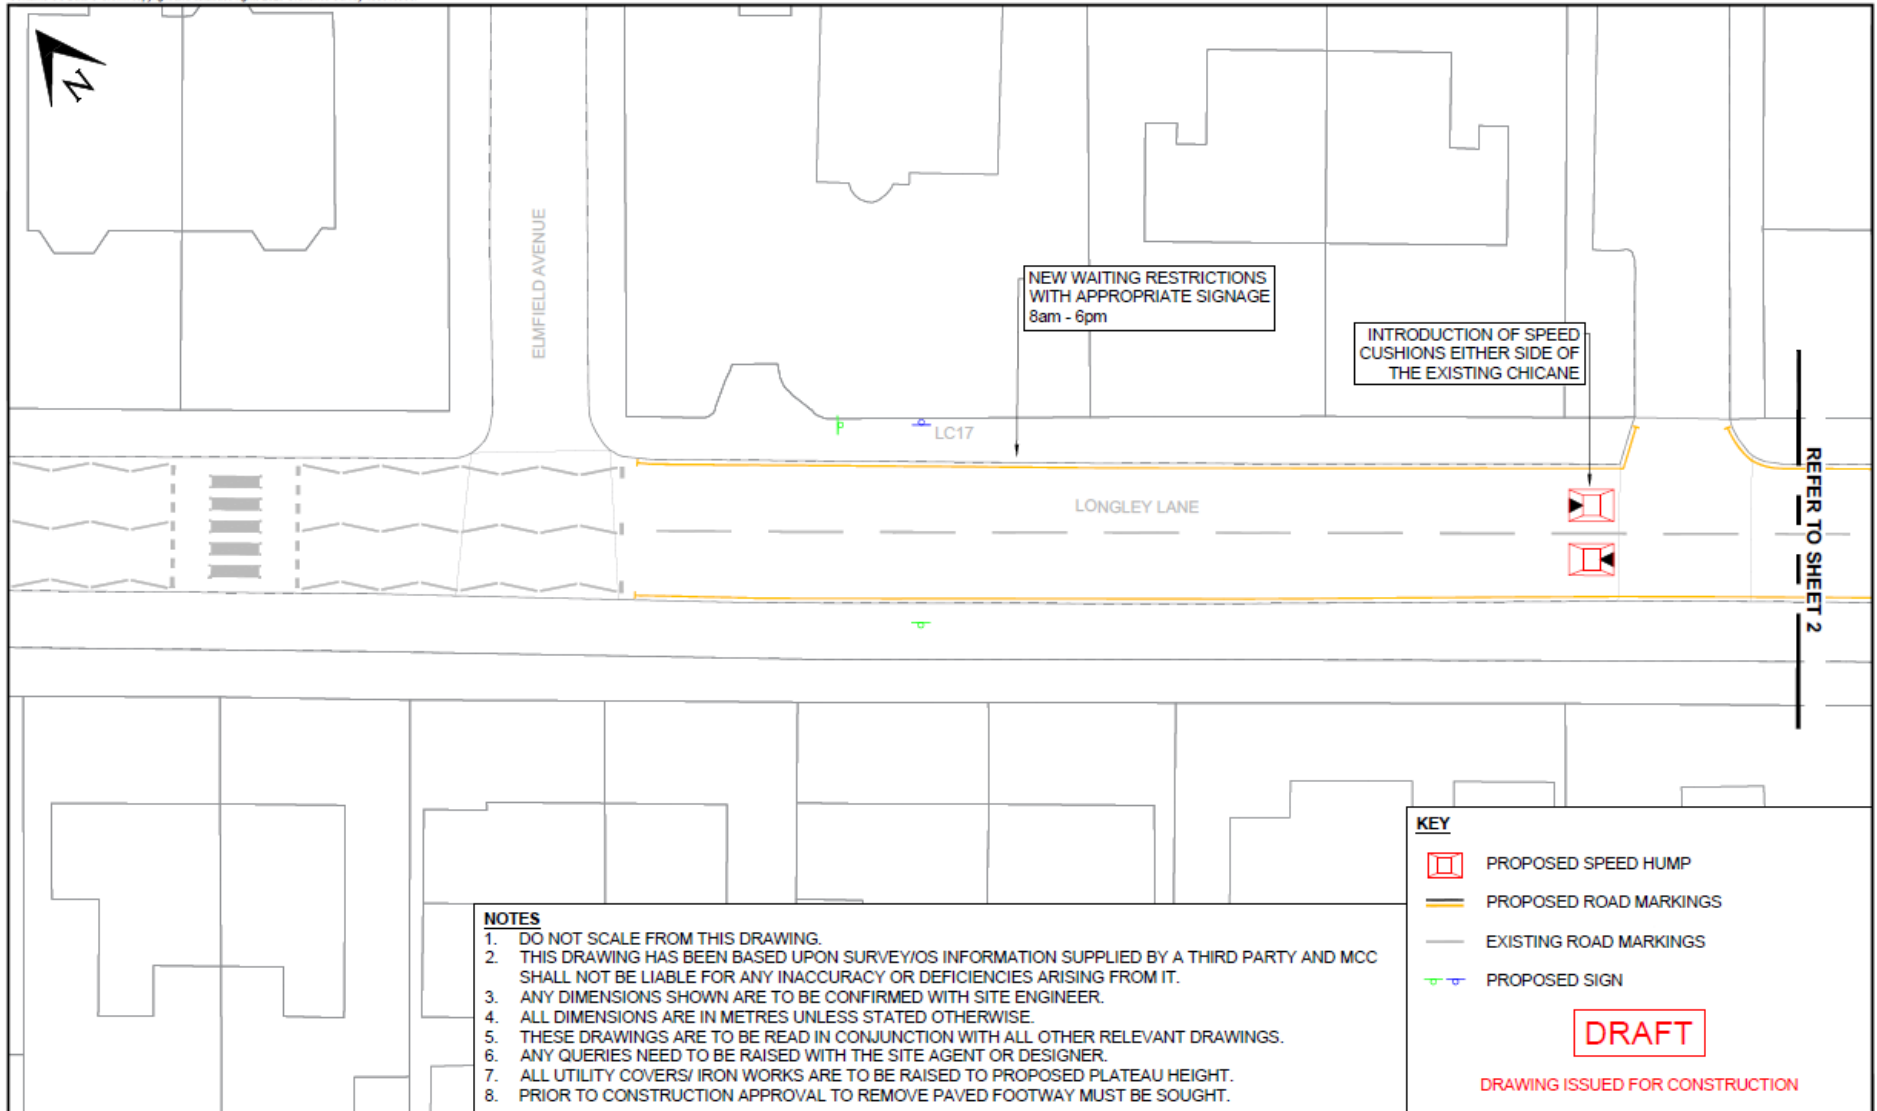 N
ELMFIELD AVENUE
NEW WAITING RESTRICTIONS
WITH APPROPRIATE SIGNAGE
8am - 6pm
INTRODUCTION OF SPEED
CUSHIONS EITHER SIDE OF
THE EXISTING CHICANE
LC17
LONGLEY LANE
REFER TO SHEET 2
NOTES
1. DO NOT SCALE FROM THIS DRAWING.
2. THIS DRAWING HAS BEEN BASED UPON SURVEY/OS INFORMATION SUPPLIED BY A THIRD PARTY AND MCC
SHALL NOT BE LIABLE FOR ANY INACCURACY OR DEFICIENCIES ARISING FROM IT.
3. ANY DIMENSIONS SHOWN ARE TO BE CONFIRMED WITH SITE ENGINEER.
4. ALL DIMENSIONS ARE IN METRES UNLESS STATED OTHERWISE.
5. THESE DRAWINGS ARE TO BE READ IN CONJUNCTION WITH ALL OTHER RELEVANT DRAWINGS.
6. ANY QUERIES NEED TO BE RAISED WITH THE SITE AGENT OR DESIGNER.
7. ALL UTILITY COVERS/ IRON WORKS ARE TO BE RAISED TO PROPOSED PLATEAU HEIGHT.
8. PRIOR TO CONSTRUCTION APPROVAL TO REMOVE PAVED FOOTWAY MUST BE SOUGHT.
KEY
PROPOSED SPEED HUMP
PROPOSED ROAD MARKINGS
EXISTING ROAD MARKINGS
PROPOSED SIGN
DRAFT
DRAWING ISSUED FOR CONSTRUCTION